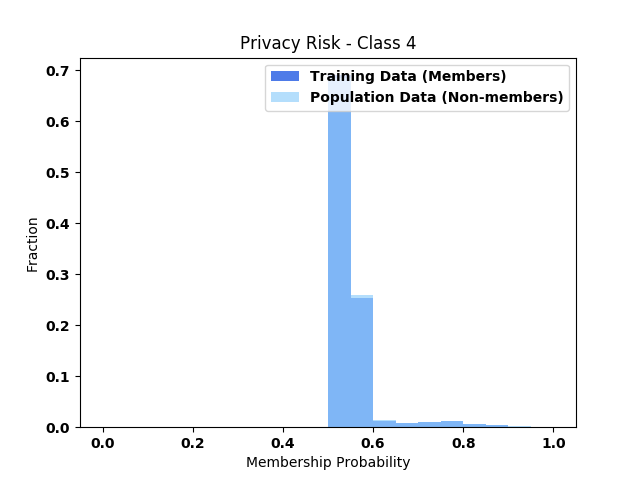 Privacy Risk - Class 4
Training Data (Members)
Population Data (Non-members)
0.7
0.6
0.5
0.4
0.3
0.2
0.1
0.0
Fraction
0.0 0.2 0.4 0.6 0.8 1.0
Membership Probability